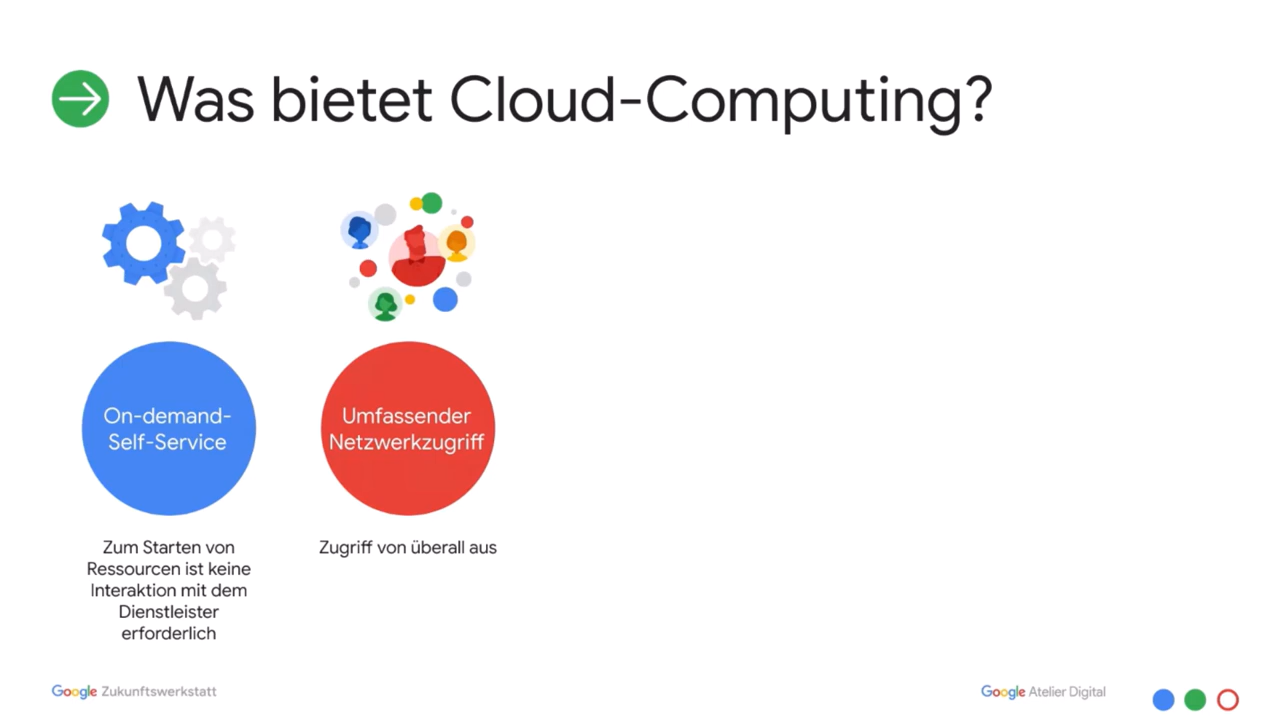 Was bietet Cloud-Computing?
On-demand-
Self-Service
Umfassender
Netzwerkzugriff
Zum Starten von
Ressourcen ist keine
Interaktion mit dem
Dienstleister
erforderlich
Zugriff von überall aus
Google Zukunftswerkstatt
Google Atelier Digital